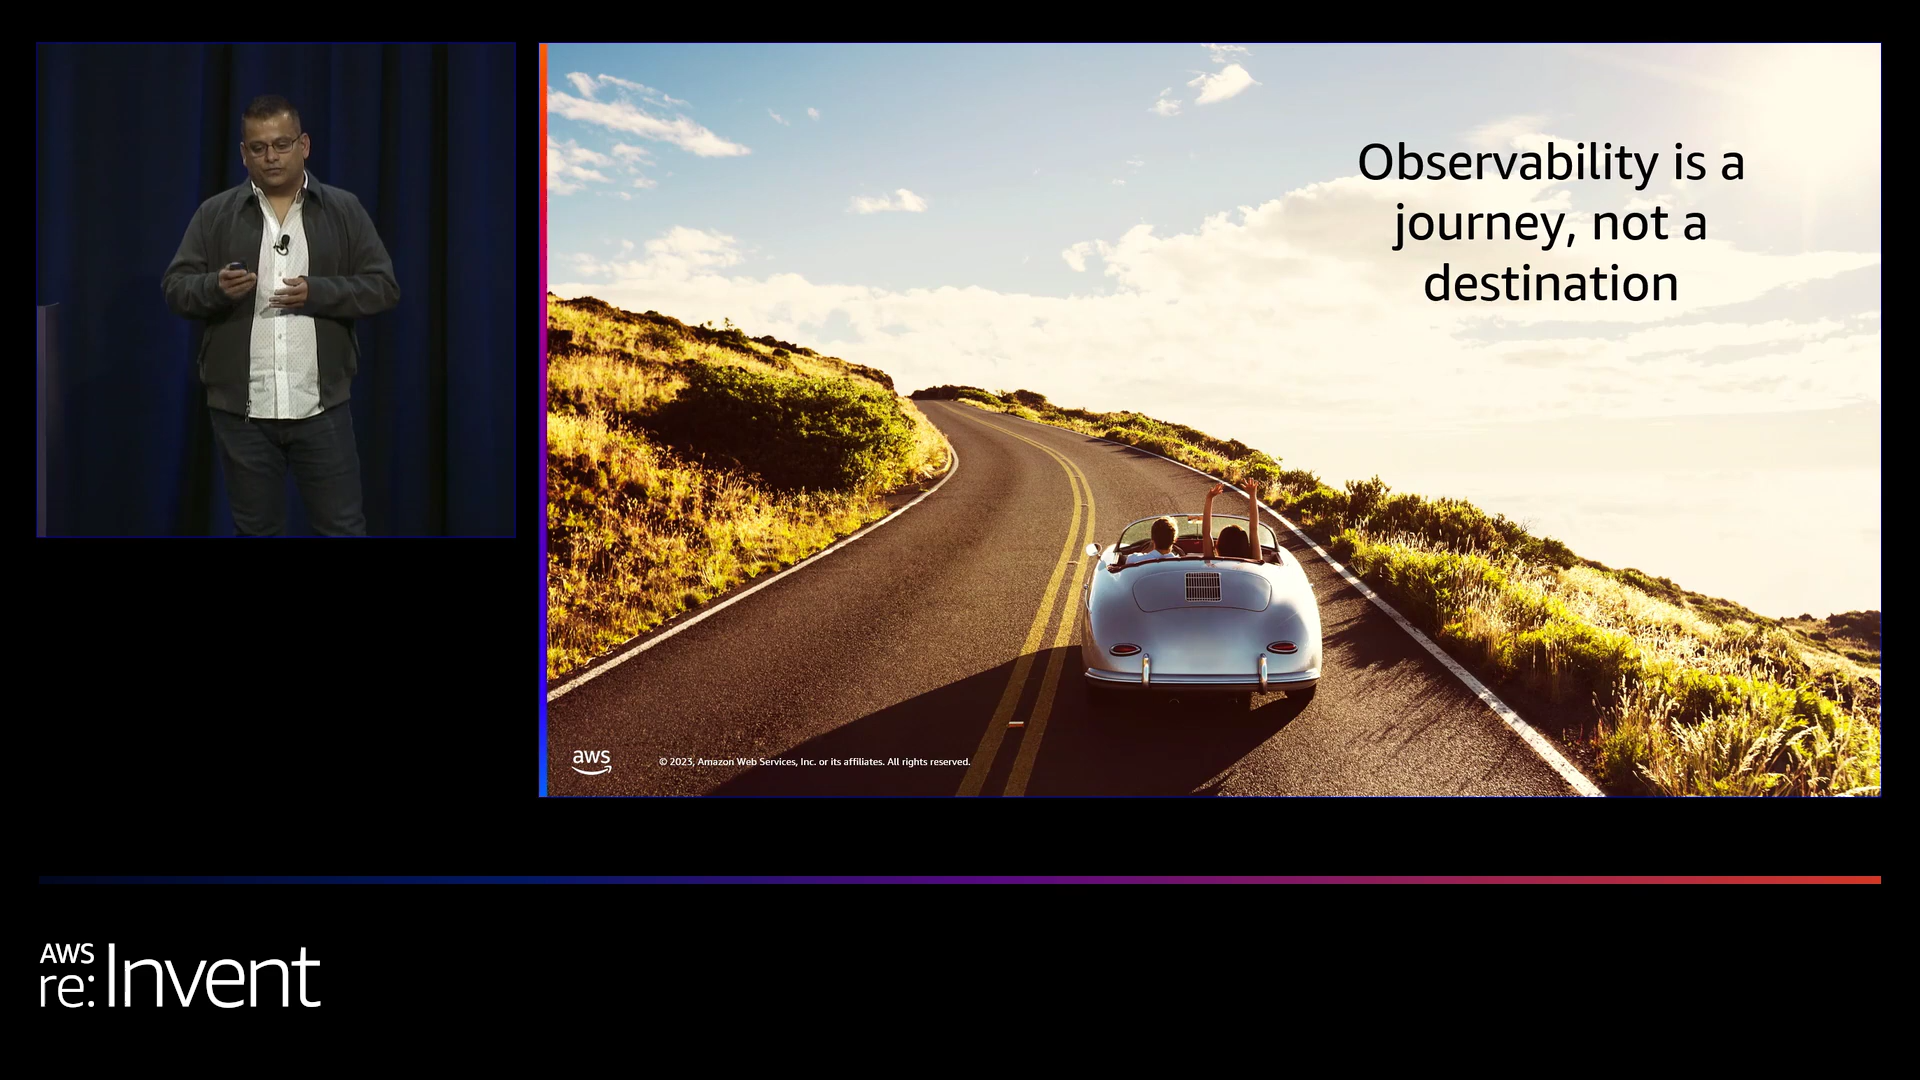 Observability is a
journey, not a
destination
aws
© 2023, Amazon Web Services, Inc. or its affiliates. All rights reserved.
AWS
re:Invent